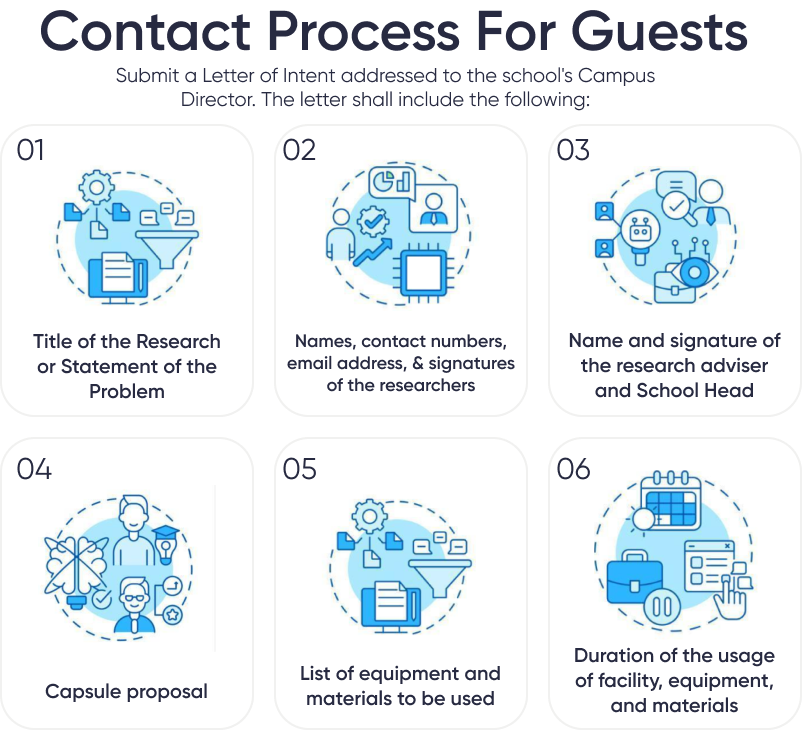 Contact Process For Guests
Submit a Letter of Intent addressed to the school's Campus
Director. The letter shall include the following:
01
Title of the Research
or Statement of the
Problem
02
Names, contact numbers,
email address, & signatures
of the researchers
03
Name and signature of
the research adviser
and School Head
04
Capsule proposal
05
List of equipment and
materials to be used
06
Duration of the usage
of facility, equipment,
and materials